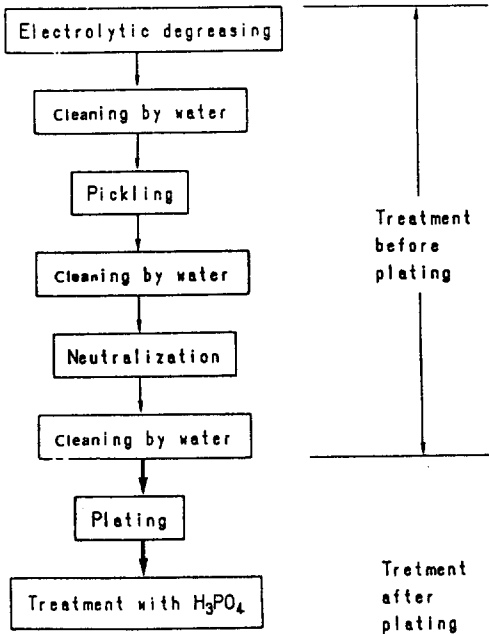 Electrolytic degreasing
Cleaning by water
Pickling
Cleaning by water
Neutralization
Cleaning by water
Plating
Treatment with H₃PO₄
Treatment
before
plating
Tretment
after
plating